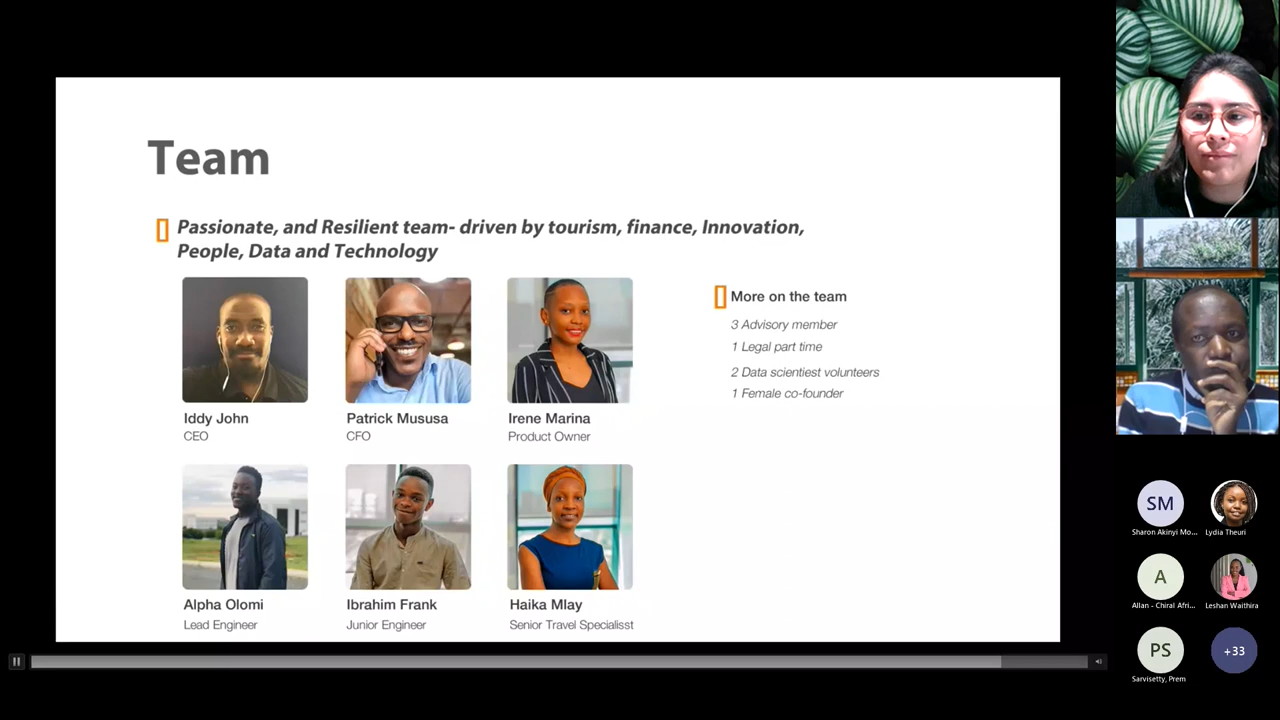 Team
Passionate, and Resilient team- driven by tourism, finance, Innovation,
People, Data and Technology
More on the team
3 Advisory member
1 Legal part time
2 Data scientiest volunteers
1 Female co-founder
Iddy John
CEO
Patrick Mususa
CFO
Irene Marina
Product Owner
Alpha Olomi
Lead Engineer
Ibrahim Frank
Junior Engineer
Haika Mlay
Senior Travel Specialisst
SM
Sharon Akinyi Mo...
Lydia Theuri
A
Allan - Chiral Afri...
Leshan Waithira
PS
Sarvisetty, Prem
+33